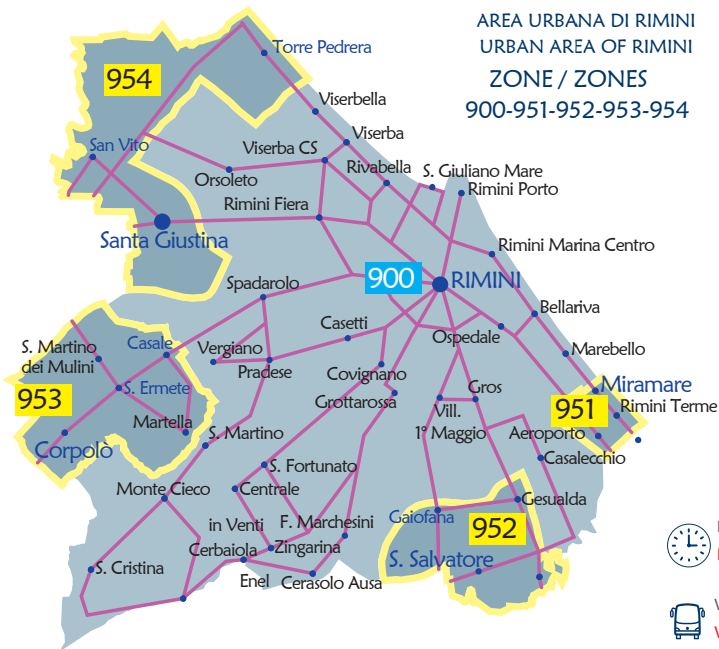 AREA URBANA DI RIMINI
URBAN AREA OF RIMINI
ZONE / ZONES
900-951-952-953-954
Torre Pedrera
954
Viserbella
Viserba
San Vito
Viserba CS
Rivabella
S. Giuliano Mare
Orsoleto
Rimini Porto
Rimini Fiera
Santa Giustina
Rimini Marina Centro
900
RIMINI
Spadarolo
Bellariva
Casetti
Ospedale
S. Martino
dei Mulini
Casale
Vergiano
Pradese
Marebello
Covignano
953
S. Ermete
Grottarossa
Gros
Miramare
951
Rimini Terme
Vill.
1° Maggio
Martella
Corpolò
S. Martino
Aeroporto
Casalecchio
S. Fortunato
Monte Cieco
Centrale
Gesualda
in Venti
F. Marchesini
Gaiofana
952
Cerbaiola
Zingarina
S. Salvatore
S. Cristina
Enel
Cerasolo Ausa